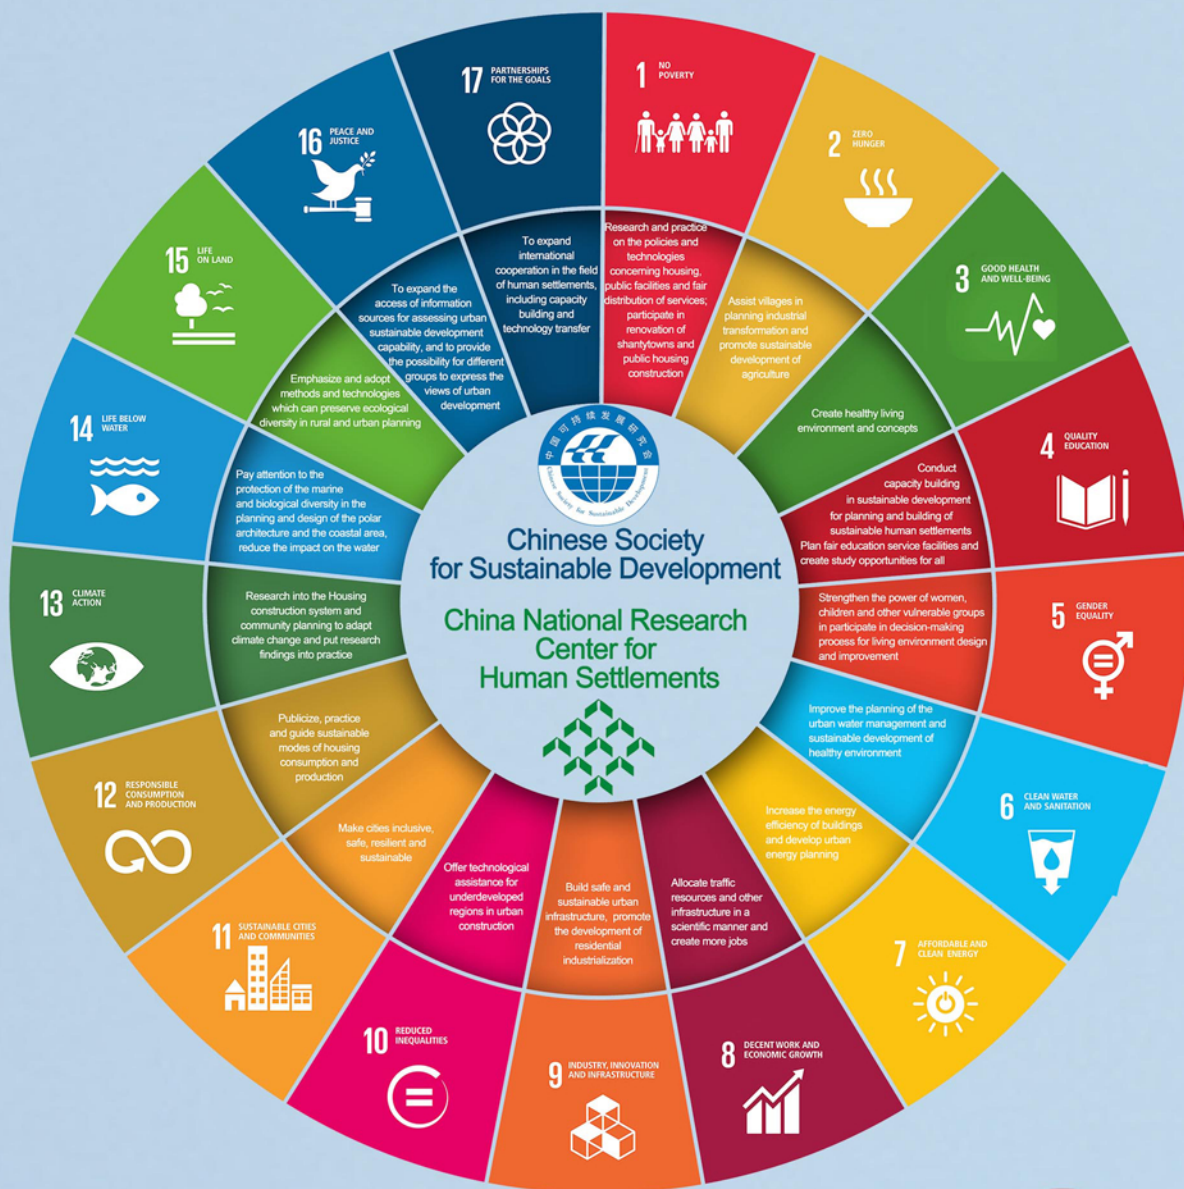 1 NO
POVERTY
Research and practice
on the policies and
technologies
concerning housing,
public facilities and fair
distribution of services;
participate in
renovation of
shantytowns and
public housing
construction
2 ZERO
HUNGER
Assist villages in
planning industrial
transformation and
promote sustainable
development of
agriculture
3 GOOD HEALTH
AND WELL-BEING
Create healthy living
environment and concepts
4 QUALITY
EDUCATION
Conduct
capacity building
in sustainable development
for planning and building of
sustainable human settlements
Plan fair education service facilities and
create study opportunities for all
5 GENDER
EQUALITY
Strengthen the power of women,
children and other vulnerable groups
in participate in decision-making
process for living environment design
and improvement
6 CLEAN WATER
AND SANITATION
Improve the planning of the
urban water management and
sustainable development of
healthy environment
7 AFFORDABLE AND
CLEAN ENERGY
Increase the energy
efficiency of buildings
and develop urban
energy planning
8 DECENT WORK AND
ECONOMIC GROWTH
Allocate traffic
resources and other
infrastructure in a
scientific manner and
create more jobs
9 INDUSTRY, INNOVATION
AND INFRASTRUCTURE
Build safe and
sustainable urban
infrastructure, promote
the development of
residential
industrialization
10 REDUCED
INEQUALITIES
Offer technological
assistance for
underdeveloped
regions in urban
construction
11 SUSTAINABLE CITIES
AND COMMUNITIES
Make cities inclusive,
safe, resilient and
sustainable
12 RESPONSIBLE
CONSUMPTION
AND PRODUCTION
Publicize, practice
and guide sustainable
modes of housing
consumption and
production
13 CLIMATE
ACTION
Research into the Housing
construction system and
community planning to adapt
climate change and put research
findings into practice
14 LIFE BELOW
WATER
Pay attention to the
protection of the marine
and biological diversity in the
planning and design of the polar
architecture and the coastal area,
reduce the impact on the water
15 LIFE
ON LAND
Emphasize and adopt
methods and technologies
which can preserve ecological
diversity in rural and urban planning
16 PEACE AND
JUSTICE
To expand the
access of information
sources for assessing urban
sustainable development
capability, and to provide
the possibility for different
groups to express the
views of urban
development
17 PARTNERSHIPS
FOR THE GOALS
To expand
international
cooperation in the field
of human settlements,
including capacity
building and
technology transfer
中国可持续发展研究会
Chinese Society for Sustainable Development
Chinese Society
for Sustainable Development
China National Research
Center for
Human Settlements